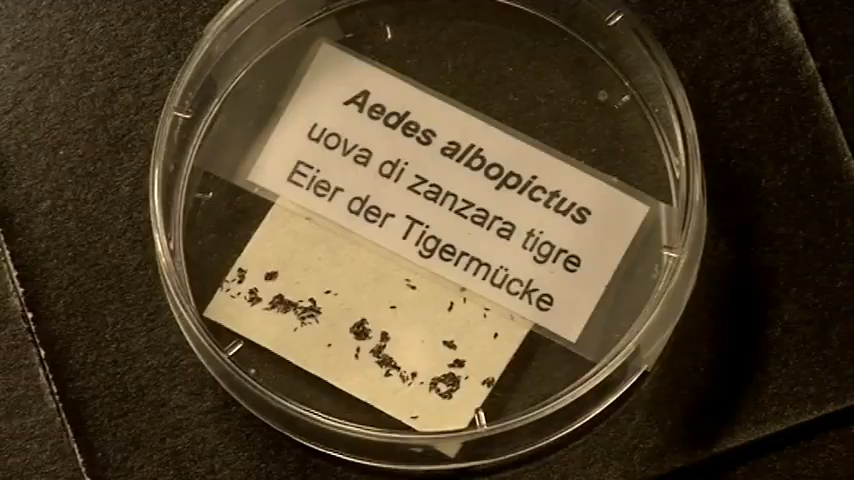 Aedes albopictus
uova di zanzara tigre
Eier der Tigermücke